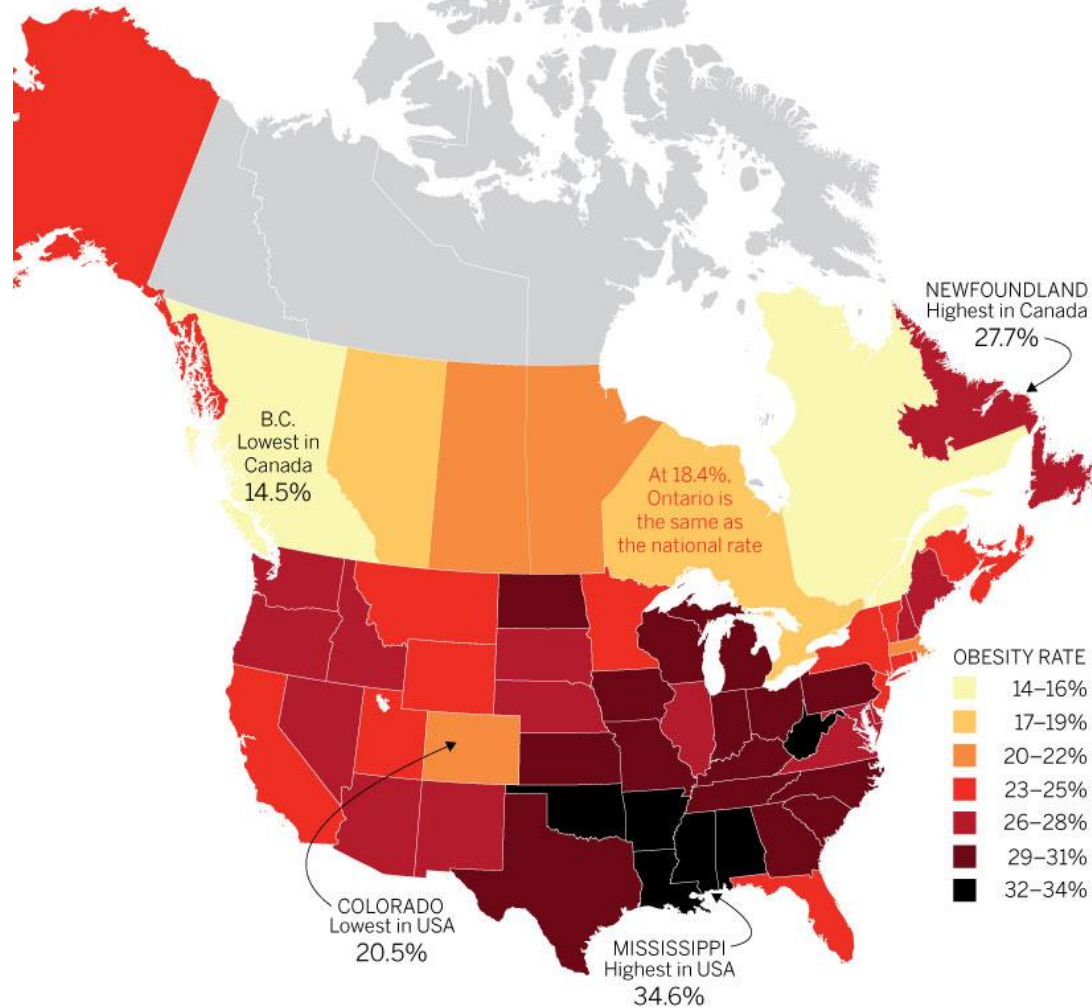 NEWFOUNDLAND
Highest in Canada
27.7%
B.C.
Lowest in
Canada
14.5%
At 18.4%,
Ontario is
the same as
the national rate
OBESITY RATE
14–16%
17–19%
20–22%
23–25%
26–28%
29–31%
32–34%
COLORADO
Lowest in USA
20.5%
MISSISSIPPI
Highest in USA
34.6%